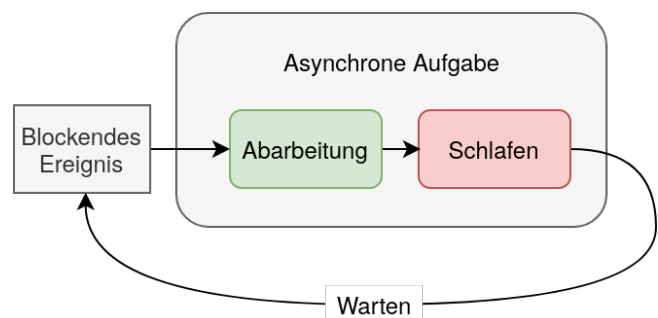 Asynchrone Aufgabe
Blockendes
Ereignis
Abarbeitung
Schlafen
Warten